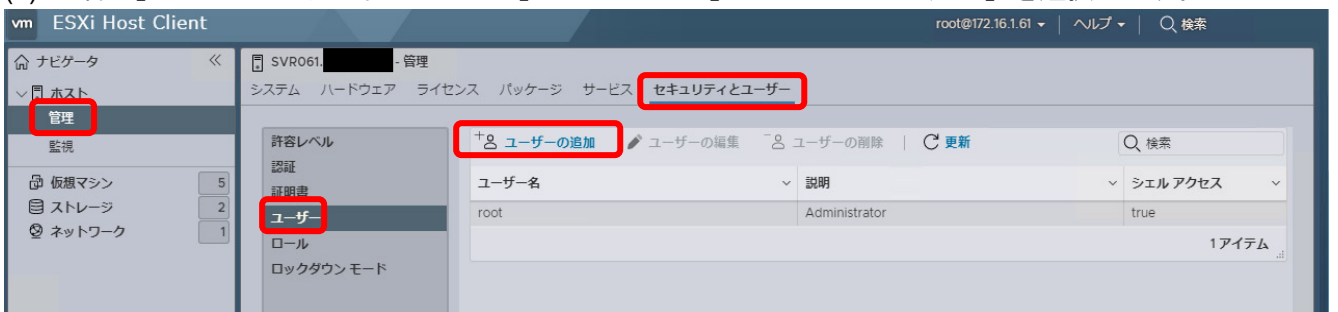 vm ESXi Host Client root@172.16.1.61 ヘルプ 検索
ナビゲータ
ホスト
管理
監視
仮想マシン 5
ストレージ 2
ネットワーク 1
SVR061. - 管理
システム ハードウェア ライセンス パッケージ サービス セキュリティとユーザー
許容レベル
認証
証明書
ユーザー
ロール
ロックダウン モード
ユーザーの追加 ユーザーの編集 ユーザーの削除 更新 検索
ユーザー名 説明 シェル アクセス
root Administrator true
1 アイテム